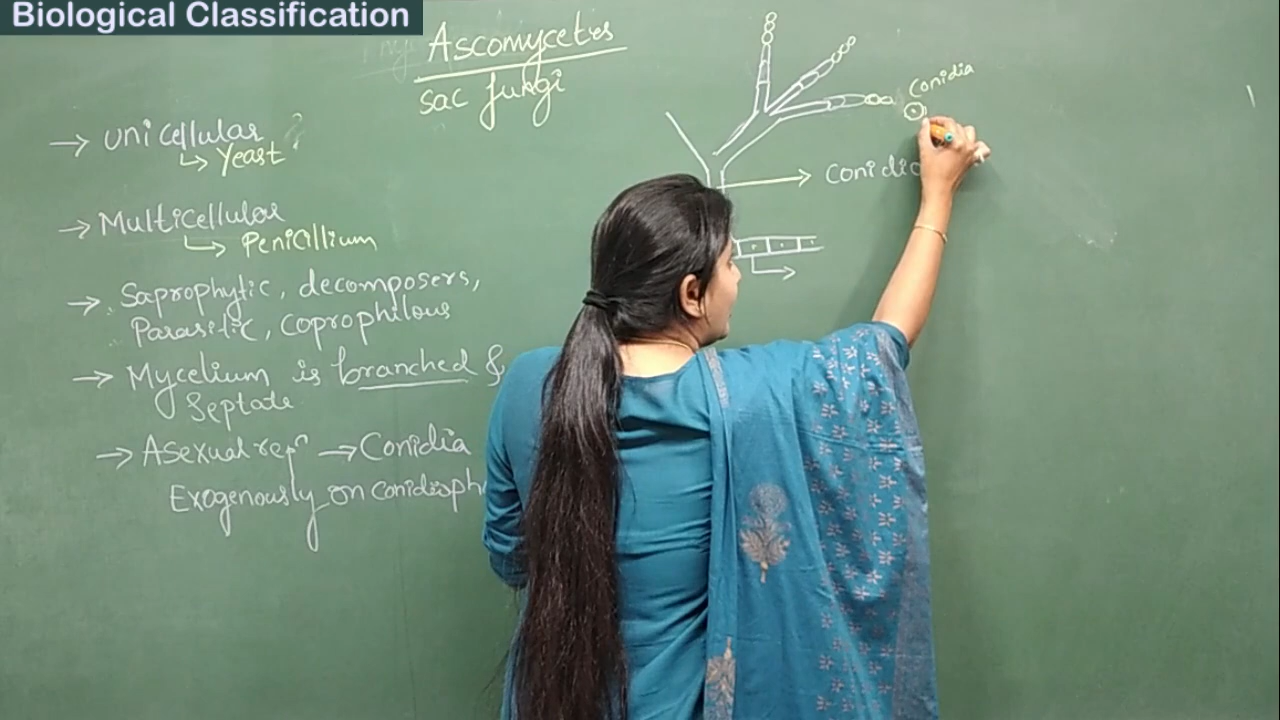 Biological Classification
Ascomycetes
sac fungi
→ Unicellular
↳ Yeast
→ Multicellular
↳ Penicillium
→ Saprophytic, decomposers,
Parasitic, coprophilous
→ Mycelium is branched &
Septate
→ Asexual repⁿ → Conidia
Exogenously on conidioph
Conidia
Conidio